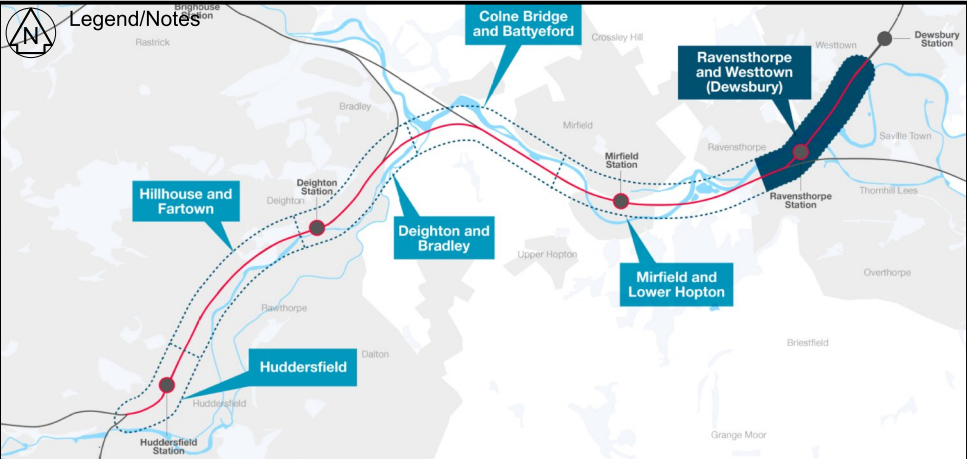 N
Legend/Notes
Brighouse
Station
Rastrick
Colne Bridge
and Battyeford
Crossley Hill
Westtown
Dewsbury
Station
Ravensthorpe
and Westtown
(Dewsbury)
Bradley
Mirfield
Ravensthorpe
Saville Town
Mirfield
Station
Deighton
Station
Hillhouse and
Fartown
Deighton
Ravensthorpe
Station
Thornhill Lees
Deighton and
Bradley
Upper Hopton
Mirfield and
Lower Hopton
Overthorpe
Rawthorpe
Dalton
Briestfield
Huddersfield
Huddersfield
Huddersfield
Station
Grange Moor